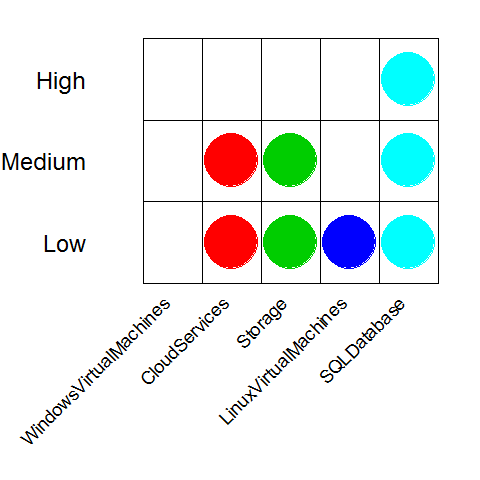 High
Medium
Low
WindowsVirtualMachines
CloudServices
Storage
LinuxVirtualMachines
SQLDatabase